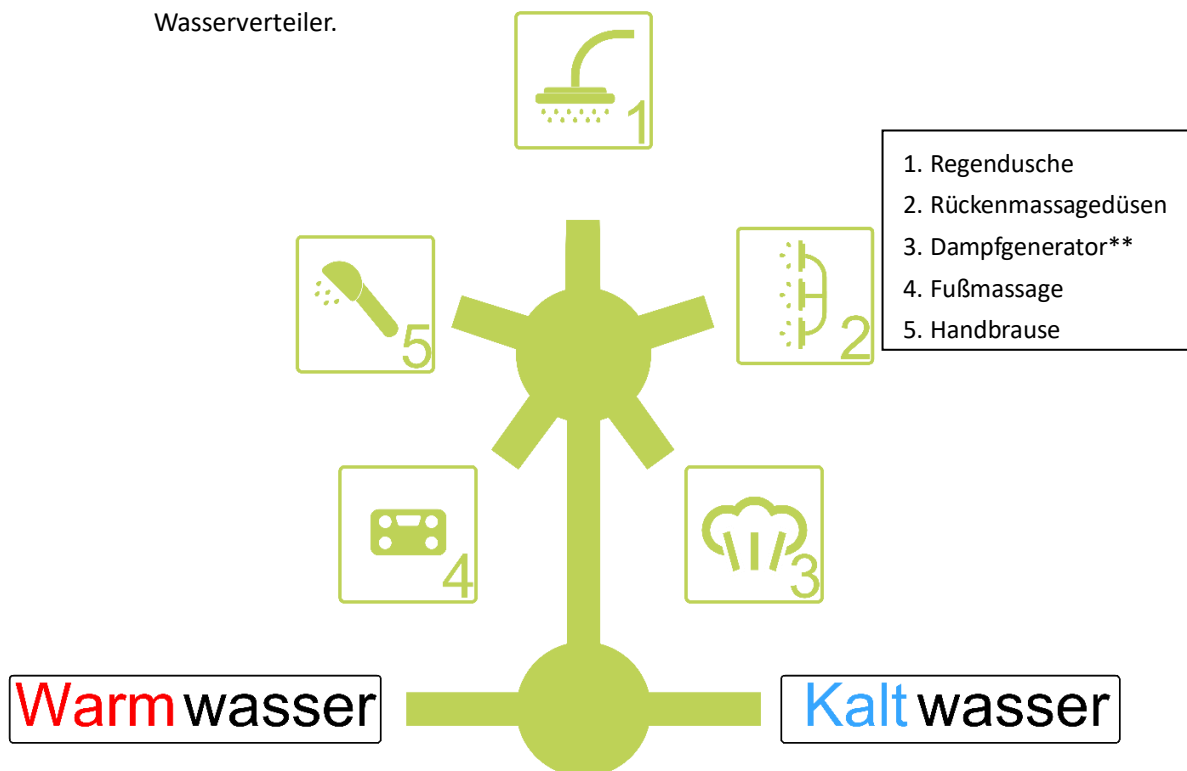 Wasserverteiler.
1
1. Regendusche
2. Rückenmassagedüsen
3. Dampfgenerator**
4. Fußmassage
5. Handbrause
5
2
4
3
Warmwasser
Kaltwasser